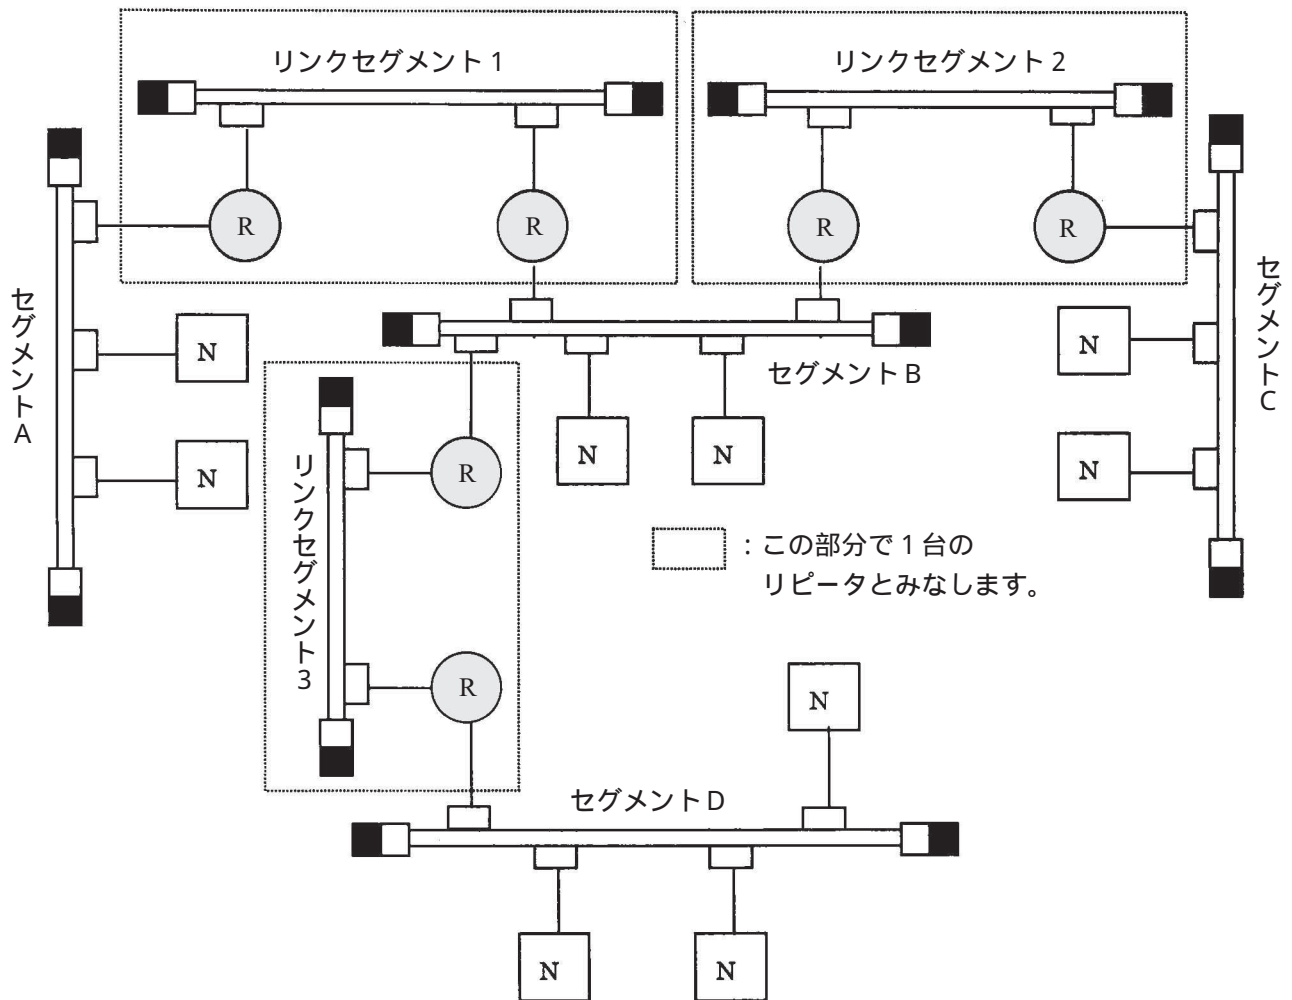 リンクセグメント 1
リンクセグメント 2
R
R
R
R
セグメントA
セグメントC
N
N
N
N
セグメント B
N
N
R
リンクセグメント3
：この部分で 1 台の
リピータとみなします。
R
N
セグメント D
N
N